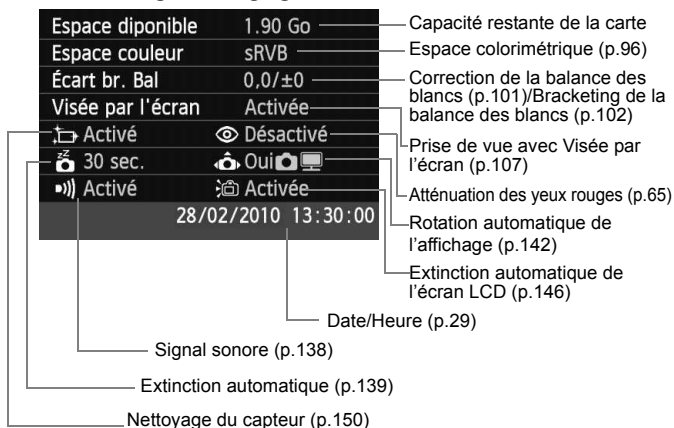 Espace diponible 1.90 Go
Espace couleur sRVB
Écart br. Bal 0,0/±0
Visée par l'écran Activée
Activé Désactivé
30 sec. Oui
Activé Activée
28/02/2010 13:30:00
Capacité restante de la carte
Espace colorimétrique (p.96)
Correction de la balance des
blancs (p.101)/Bracketing de la
balance des blancs (p.102)
Prise de vue avec Visée par
l'écran (p.107)
Atténuation des yeux rouges (p.65)
Rotation automatique de
l'affichage (p.142)
Extinction automatique de
l'écran LCD (p.146)
Date/Heure (p.29)
Signal sonore (p.138)
Extinction automatique (p.139)
Nettoyage du capteur (p.150)